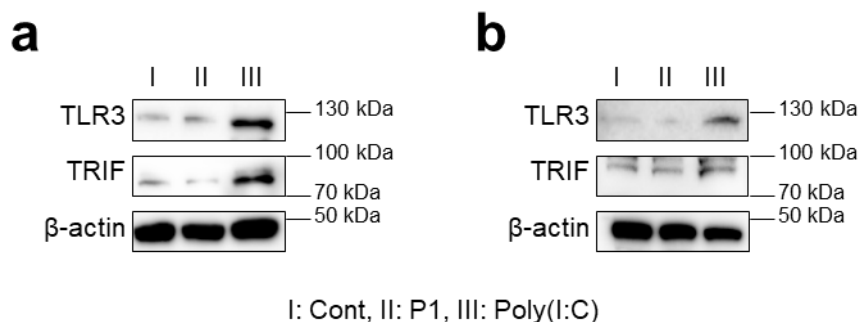 a
I II III
TLR3
130 kDa
TRIF
100 kDa
70 kDa
β-actin
50 kDa
b
I II III
TLR3
130 kDa
TRIF
100 kDa
70 kDa
β-actin
50 kDa
I: Cont, II: P1, III: Poly(I:C)